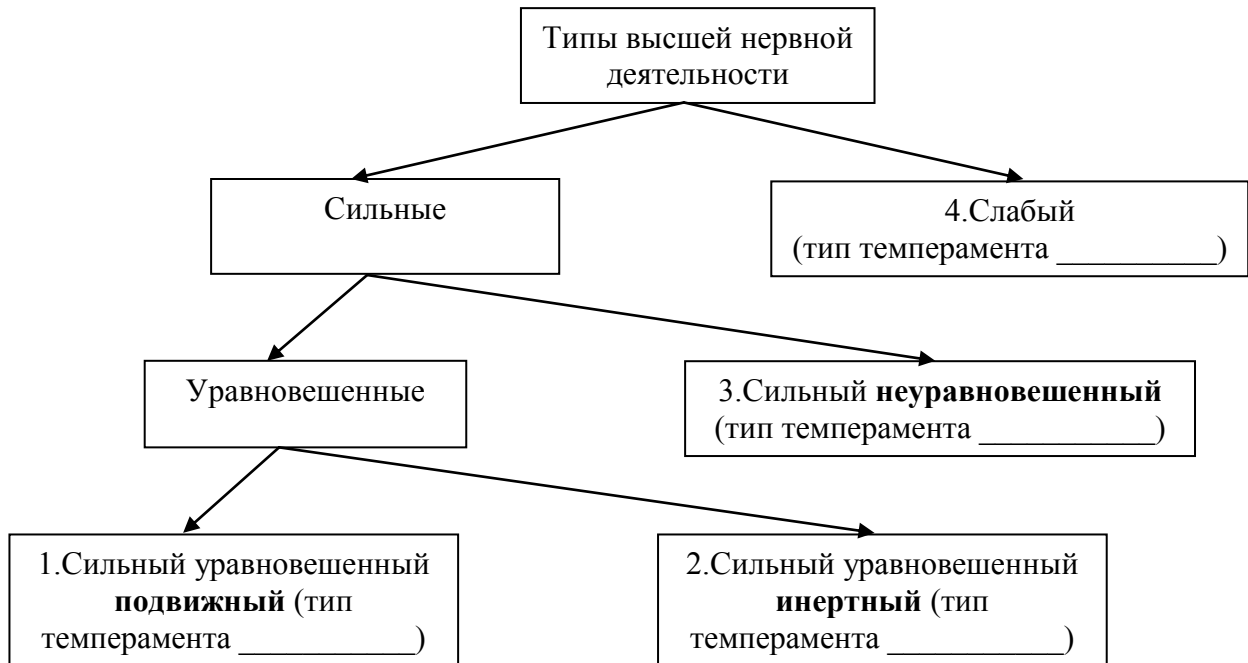 Типы высшей нервной
деятельности
Сильные
4.Слабый
(тип темперамента __________)
Уравновешенные
3.Сильный неуравновешенный
(тип темперамента ___________)
1.Сильный уравновешенный
подвижный (тип
темперамента ___________)
2.Сильный уравновешенный
инертный (тип
темперамента ___________)